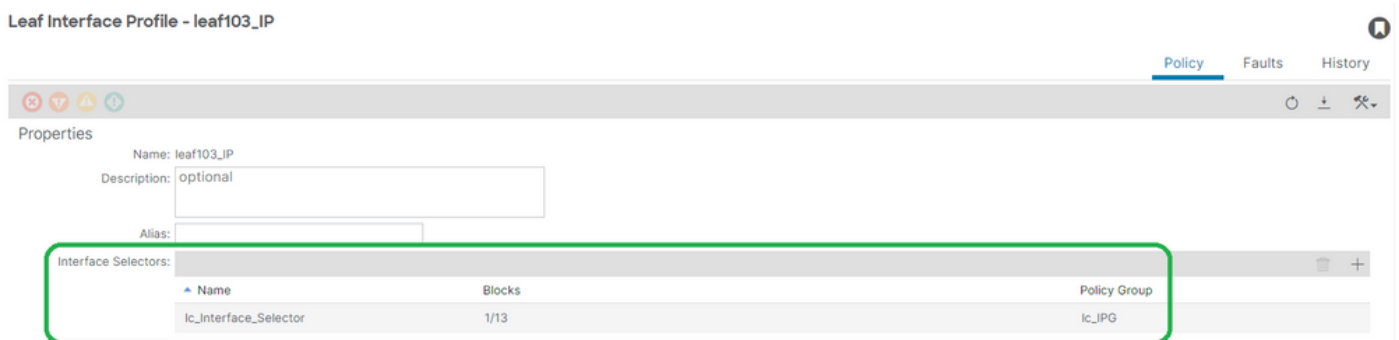 Leaf Interface Profile - leaf103_IP
Policy Faults History
Properties
Name: leaf103_IP
Description: optional
Alias:
Interface Selectors:
Name Blocks Policy Group
lc_Interface_Selector 1/13 lc_IPG